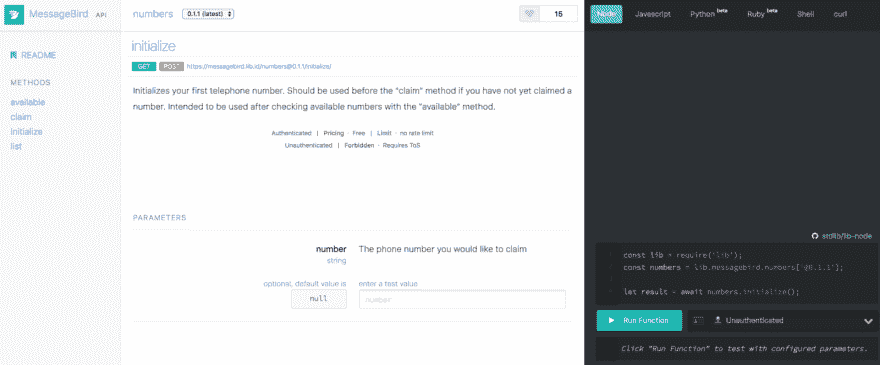 MessageBird API
README
METHODS
available
claim
initialize
list
numbers 0.1.1 (latest) 15
initialize
GET POST https://messagebird.lib.id/numbers@0.1.1/initialize/
Initializes your first telephone number. Should be used before the "claim" method if you have not yet claimed a
number. Intended to be used after checking available numbers with the "available" method.
Authenticated | Pricing - Free | Limit - no rate limit
Unauthenticated | Forbidden - Requires ToS
PARAMETERS
number The phone number you would like to claim
string
optional, default value is enter a test value
null number
Node Javascript Python beta Ruby beta Shell curl
stdlib/lib-node
const lib = require('lib');
const numbers = lib.messagebird.numbers['@0.1.1'];
let result = await numbers.initialize();
Run Function Unauthenticated
Click "Run Function" to test with configured parameters.